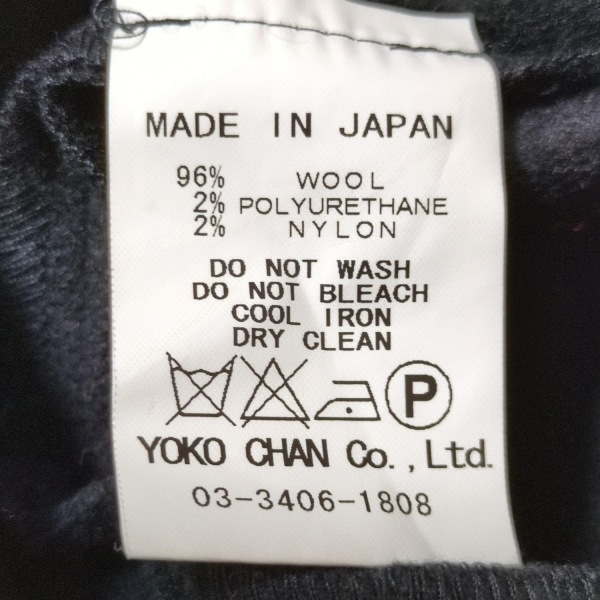 MADE IN JAPAN
96% WOOL
2% POLYURETHANE
2% NYLON
DO NOT WASH
DO NOT BLEACH
COOL IRON
DRY CLEAN
P
YOKO CHAN Co.,Ltd.
03-3406-1808